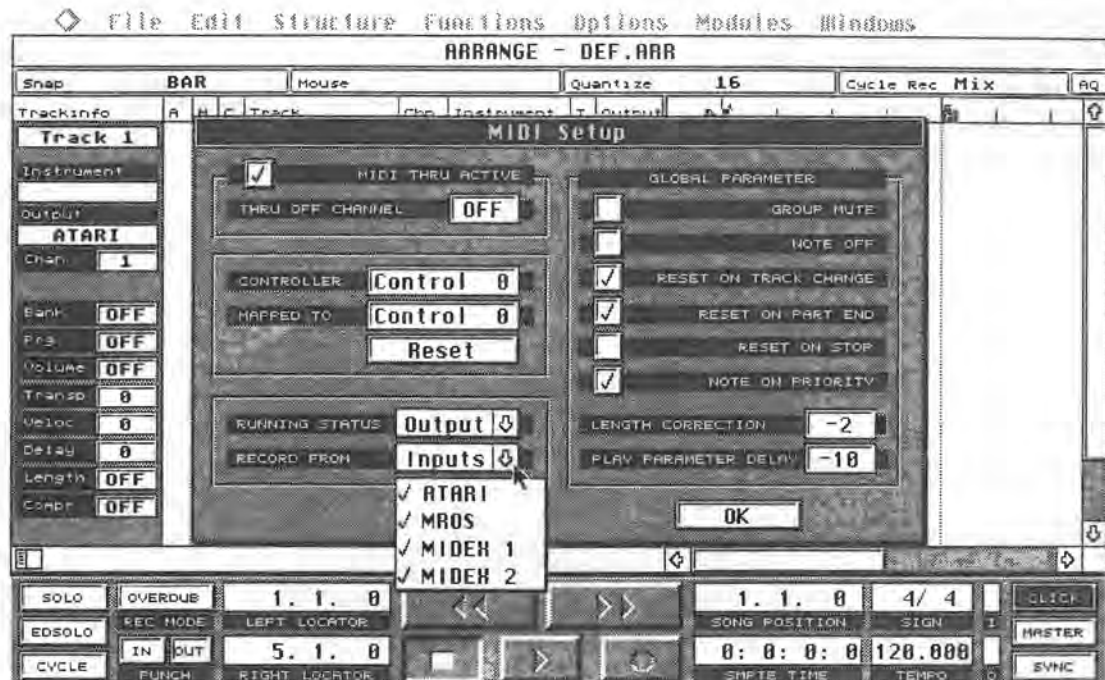 File Edit Structure Functions Options Modules Windows
ARRANGE - DEF.ARR
Snap BAR Mouse Quantize 16 Cycle Rec Mix AQ
Trackinfo A M C Track Chn Instrument T Output
Track 1
Instrument
Output
ATARI
Chan 1
Bank OFF
Prg OFF
Volume OFF
Transp 0
Veloc 0
Delay 0
Length OFF
Compr OFF
MIDI Setup
MIDI THRU ACTIVE
THRU OFF CHANNEL OFF
CONTROLLER Control 0
MAPPED TO Control 0
Reset
RUNNING STATUS Output
RECORD FROM Inputs
ATARI
MROS
MIDEX 1
MIDEX 2
GLOBAL PARAMETER
GROUP MUTE
NOTE OFF
RESET ON TRACK CHANGE
RESET ON PART END
RESET ON STOP
NOTE ON PRIORITY
LENGTH CORRECTION -2
PLAY PARAMETER DELAY -10
OK
SOLO OVERDUB 1. 1. 0 << >> 1. 1. 0 4/ 4 CLICK
REC MODE LEFT LOCATOR SONG POSITION SIGN I
EDSOLO MASTER
IN OUT 5. 1. 0 > 0: 0: 0: 0 120.000
CYCLE PUNCH RIGHT LOCATOR SMPTE TIME TEMPO O SYNC